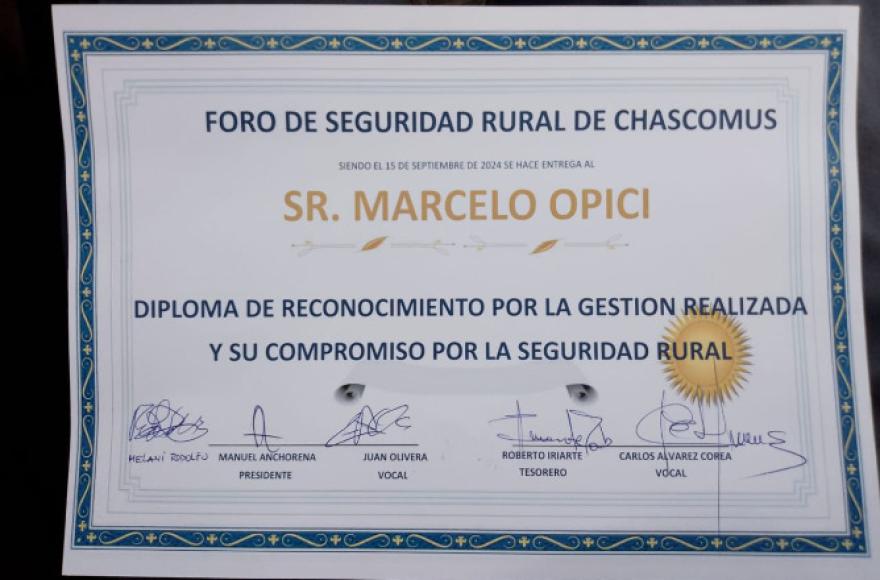 FORO DE SEGURIDAD RURAL DE CHASCOMUS
SIENDO EL 15 DE SEPTIEMBRE DE 2024 SE HACE ENTREGA AL
SR. MARCELO OPICI
DIPLOMA DE RECONOCIMIENTO POR LA GESTION REALIZADA
Y SU COMPROMISO POR LA SEGURIDAD RURAL
MELANI RODOLFO MANUEL ANCHORENA JUAN OLIVERA ROBERTO IRIARTE CARLOS ALVAREZ COREA
PRESIDENTE VOCAL TESORERO VOCAL